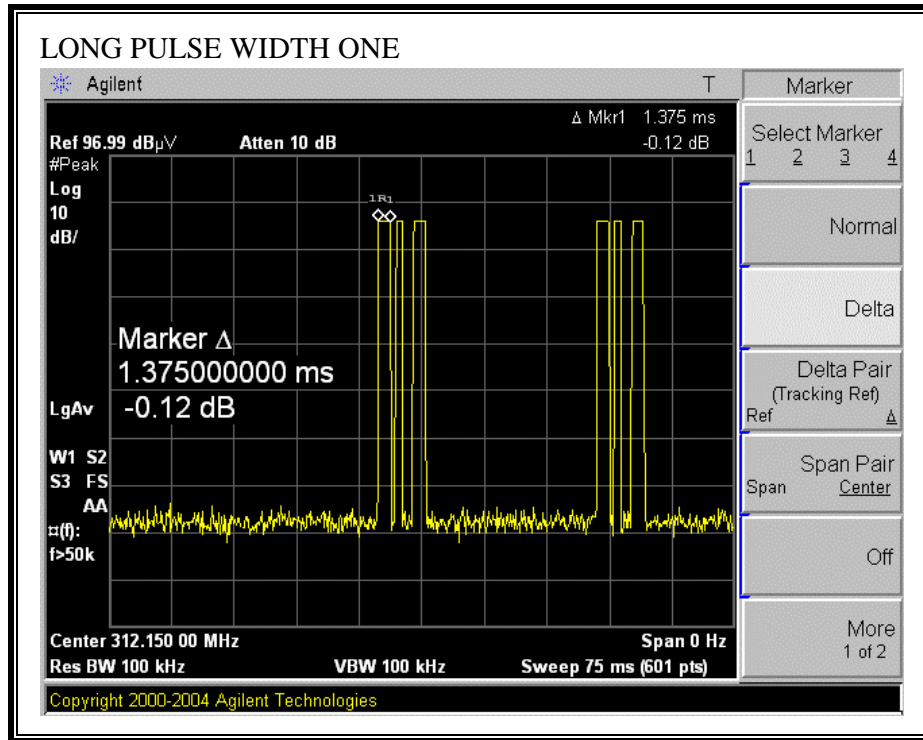 LONG PULSE WIDTH ONE
Agilent T
Δ Mkr1 1.375 ms
Ref 96.99 dBµV Atten 10 dB -0.12 dB
#Peak
Log
10
dB/
1R1
Marker Δ
1.375000000 ms
-0.12 dB
LgAv
W1 S2
S3 FS
AA
¤(f):
f>50k
Center 312.150 00 MHz Span 0 Hz
Res BW 100 kHz VBW 100 kHz Sweep 75 ms (601 pts)
Copyright 2000-2004 Agilent Technologies
Marker
Select Marker
1 2 3 4
Normal
Delta
Delta Pair
(Tracking Ref)
Ref Δ
Span Pair
Span Center
Off
More
1 of 2